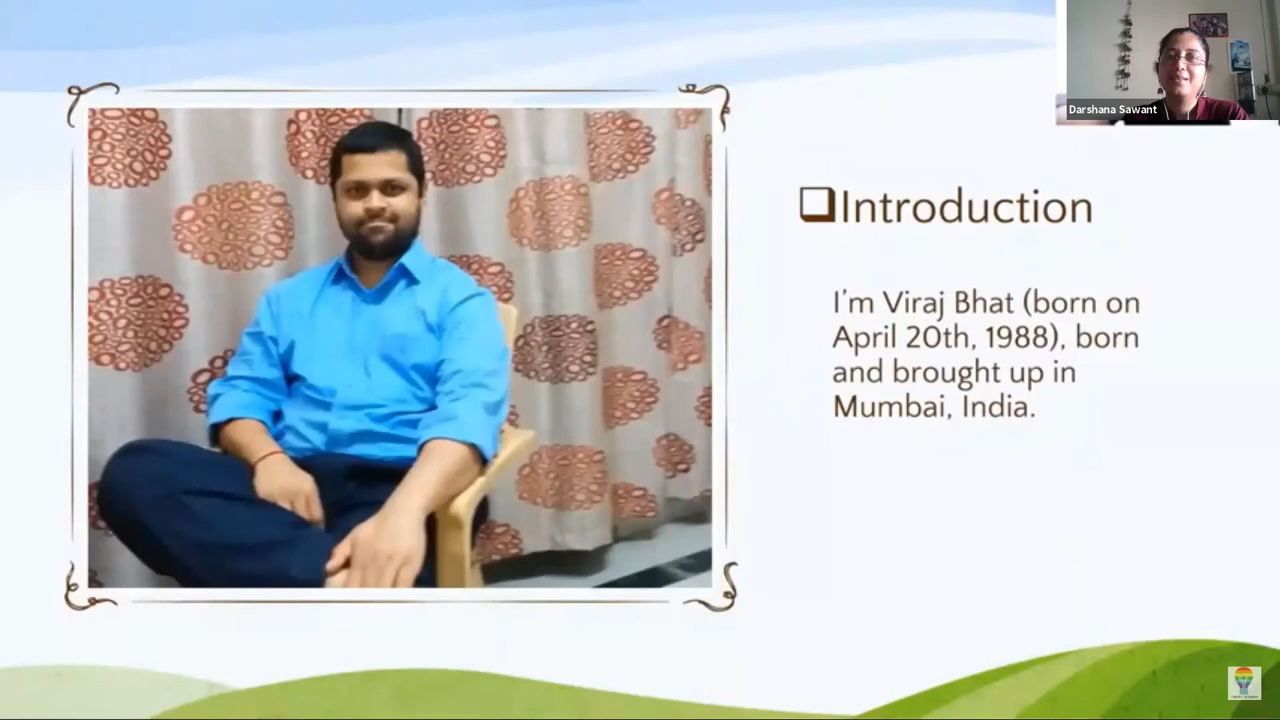 Darshana Sawant
Introduction
I'm Viraj Bhat (born on
April 20th, 1988), born
and brought up in
Mumbai, India.